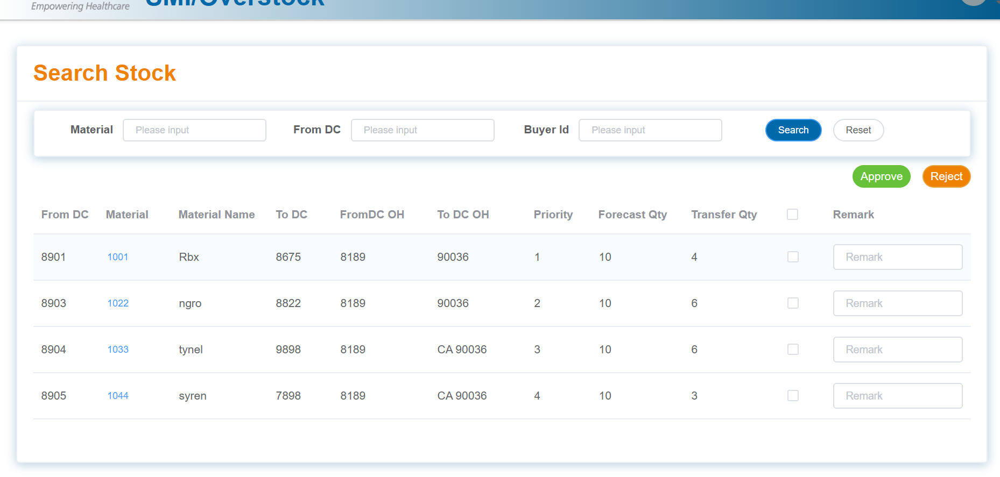 Empowering Healthcare SMI/Overstock
Search Stock
Material Please input From DC Please input Buyer Id Please input Search Reset
Approve Reject
From DC Material Material Name To DC FromDC OH To DC OH Priority Forecast Qty Transfer Qty Remark
8901 1001 Rbx 8675 8189 90036 1 10 4 Remark
8903 1022 ngro 8822 8189 90036 2 10 6 Remark
8904 1033 tynel 9898 8189 CA 90036 3 10 6 Remark
8905 1044 syren 7898 8189 CA 90036 4 10 3 Remark